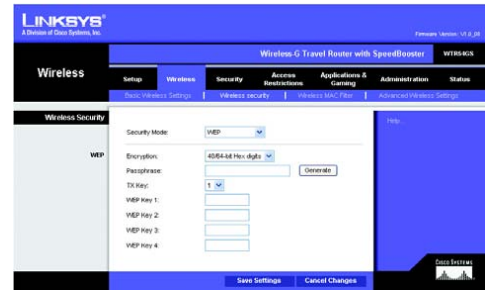 LINKSYS®
A Division of Cisco Systems, Inc.
Firmware Version: V1.0_01
Wireless-G Travel Router with SpeedBooster
WTR54GS
Wireless
Setup
Wireless
Security
Access Restrictions
Applications & Gaming
Administration
Status
Basic Wireless Settings
Wireless security
Wireless MAC Filter
Advanced Wireless Settings
Wireless Security
Help...
Security Mode: WEP
WEP
Encryption: 40/64-bit Hex digits
Passphrase: Generate
TX Key: 1
WEP Key 1:
WEP Key 2:
WEP Key 3:
WEP Key 4:
Save Settings Cancel Changes
CISCO SYSTEMS